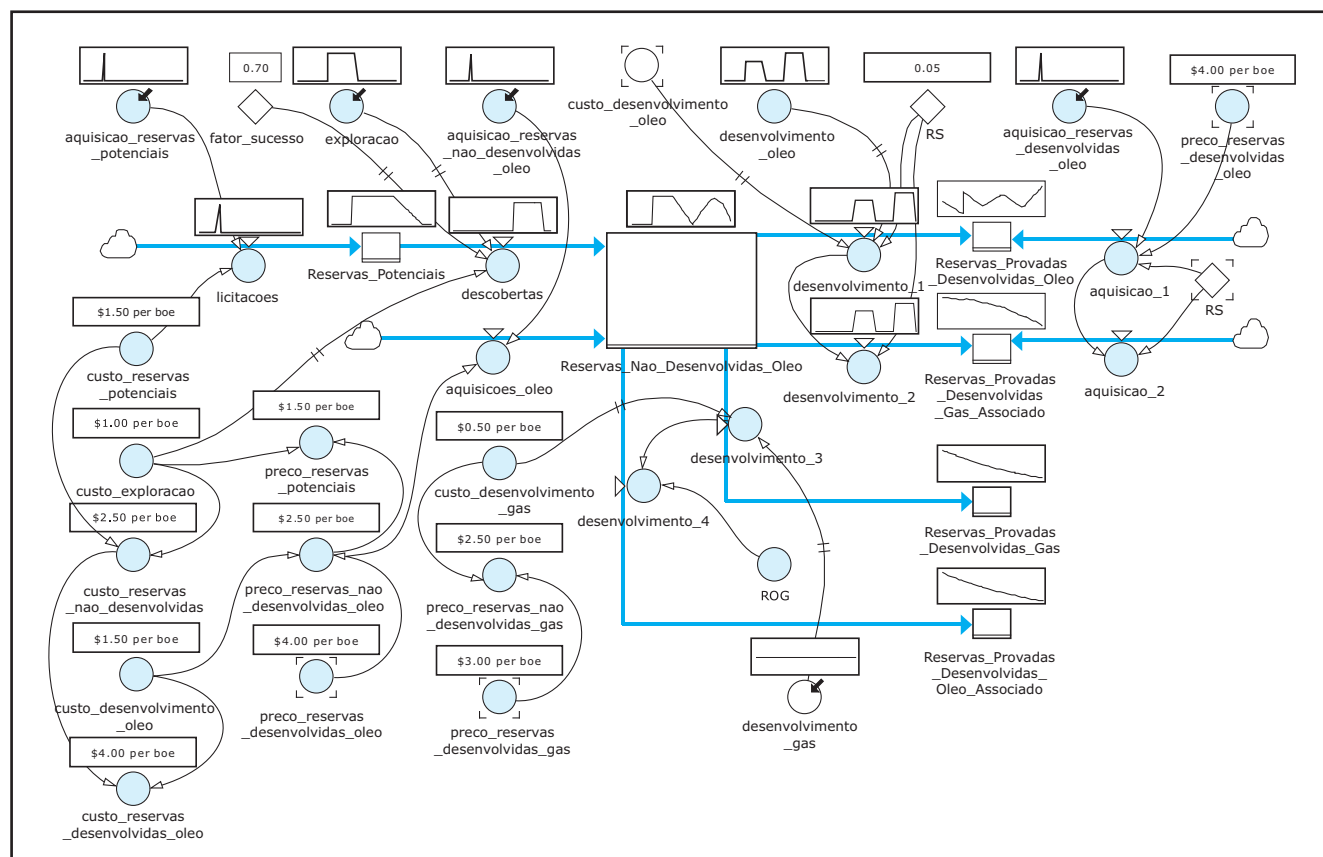 0.70
0.05
$4.00 per boe
aquisicao_reservas
_potenciais
fator_sucesso
exploracao
aquisicao_reservas
_nao_desenvolvidas
_oleo
custo_desenvolvimento
_oleo
desenvolvimento
_oleo
RS
aquisicao_reservas
_desenvolvidas
_oleo
preco_reservas
_desenvolvidas
_oleo
licitacoes
Reservas_Potenciais
descobertas
desenvolvimento_1
Reservas_Provadas
_Desenvolvidas_Oleo
aquisicao_1
RS
$1.50 per boe
custo_reservas
_potenciais
aquisicoes_oleo
Reservas_Nao_Desenvolvidas_Oleo
desenvolvimento_2
Reservas_Provadas
_Desenvolvidas
_Gas_Associado
aquisicao_2
$1.00 per boe
custo_exploracao
$1.50 per boe
preco_reservas
_potenciais
$0.50 per boe
custo_desenvolvimento
_gas
desenvolvimento_3
desenvolvimento_4
Reservas_Provadas
_Desenvolvidas_Gas
$2.50 per boe
custo_reservas
_nao_desenvolvidas
$2.50 per boe
preco_reservas_nao
_desenvolvidas_oleo
$2.50 per boe
preco_reservas_nao
_desenvolvidas_gas
ROG
Reservas_Provadas
_Desenvolvidas_
Oleo_Associado
$1.50 per boe
custo_desenvolvimento
_oleo
$4.00 per boe
preco_reservas
_desenvolvidas_oleo
$3.00 per boe
preco_reservas
_desenvolvidas_gas
desenvolvimento
_gas
$4.00 per boe
custo_reservas
_desenvolvidas_oleo